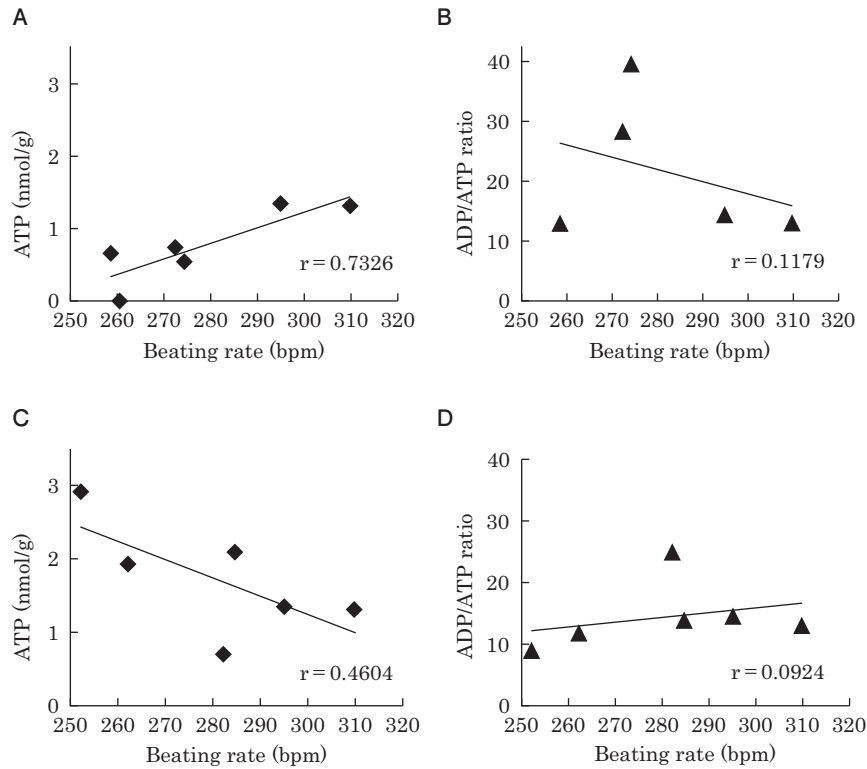 A
3
2
1
0
ATP (nmol/g)
r = 0.7326
250 260 270 280 290 300 310 320
Beating rate (bpm)
B
40
30
20
10
0
ADP/ATP ratio
r = 0.1179
250 260 270 280 290 300 310 320
Beating rate (bpm)
C
3
2
1
0
ATP (nmol/g)
r = 0.4604
250 260 270 280 290 300 310 320
Beating rate (bpm)
D
40
30
20
10
0
ADP/ATP ratio
r = 0.0924
250 260 270 280 290 300 310 320
Beating rate (bpm)